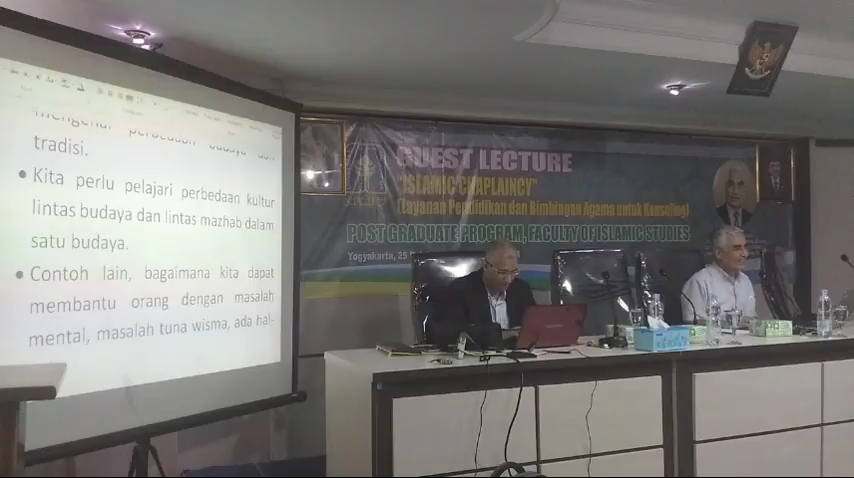 tradisi.
• Kita perlu pelajari perbedaan kultur
lintas budaya dan lintas mazhab dalam
satu budaya.
• Contoh lain, bagaimana kita dapat
membantu orang dengan masalah
mental, masalah tuna wisma, ada hal-
GUEST LECTURE
"ISLAMIC CHAPLAINCY"
(Layanan Pendidikan dan Bimbingan Agama untuk Konseling)
POST GRADUATE PROGRAM, FACULTY OF ISLAMIC STUDIES
Yogyakarta, 25